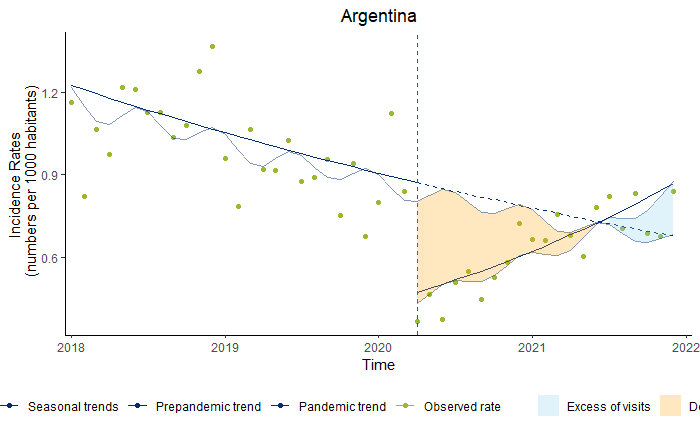 Argentina
Incidence Rates
(numbers per 1000 habitants)
1.2
0.9
0.6
2018 2019 2020 2021 2022
Time
Seasonal trends Prepandemic trend Pandemic trend Observed rate Excess of visits